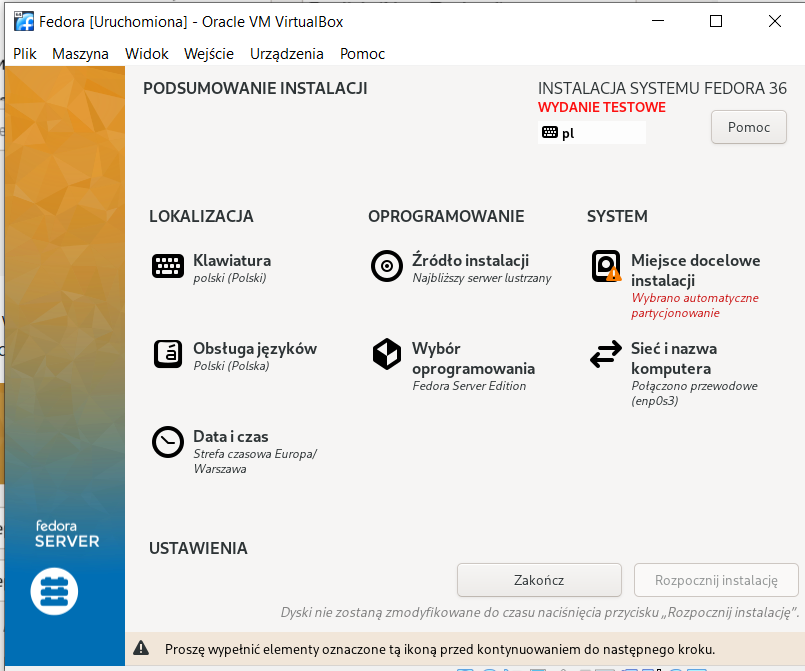 Fedora [Uruchomiona] - Oracle VM VirtualBox
Plik Maszyna Widok Wejście Urządzenia Pomoc
PODSUMOWANIE INSTALACJI
INSTALACJA SYSTEMU FEDORA 36
WYDANIE TESTOWE
pl
Pomoc
LOKALIZACJA
Klawiatura
polski (Polski)
Obsługa języków
Polski (Polska)
Data i czas
Strefa czasowa Europa/
Warszawa
OPROGRAMOWANIE
Źródło instalacji
Najbliższy serwer lustrzany
Wybór
oprogramowania
Fedora Server Edition
SYSTEM
Miejsce docelowe
instalacji
Wybrano automatyczne
partycjonowanie
Sieć i nazwa
komputera
Połączono przewodowe
(enp0s3)
fedora
SERVER
USTAWIENIA
Zakończ
Rozpocznij instalację
Dyski nie zostaną zmodyfikowane do czasu naciśnięcia przycisku „Rozpocznij instalację”.
Proszę wypełnić elementy oznaczone tą ikoną przed kontynuowaniem do następnego kroku.